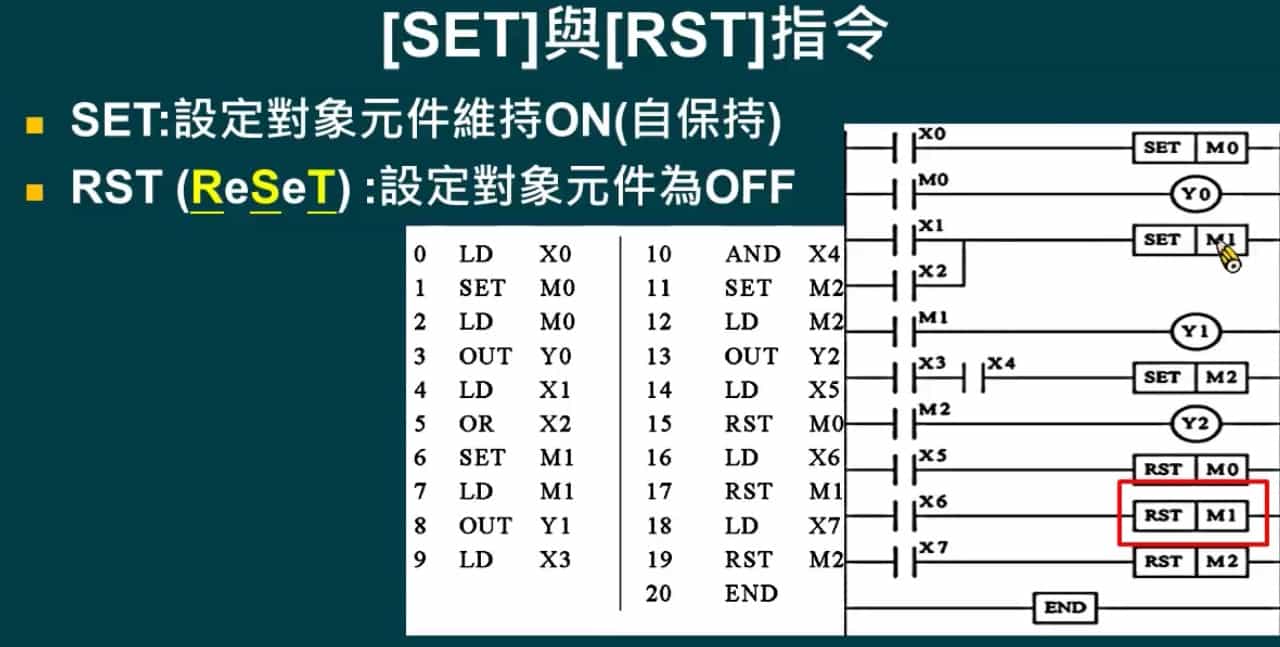 [SET]與[RST]指令
SET:設定對象元件維持ON(自保持)
RST (ReSeT) :設定對象元件為OFF
0 LD X0
1 SET M0
2 LD M0
3 OUT Y0
4 LD X1
5 OR X2
6 SET M1
7 LD M1
8 OUT Y1
9 LD X3
10 AND X4
11 SET M2
12 LD M2
13 OUT Y2
14 LD X5
15 RST M0
16 LD X6
17 RST M1
18 LD X7
19 RST M2
20 END
X0 SET M0
M0 Y0
X1 SET M1
X2
M1 Y1
X3 X4 SET M2
M2 Y2
X5 RST M0
X6 RST M1
X7 RST M2
END